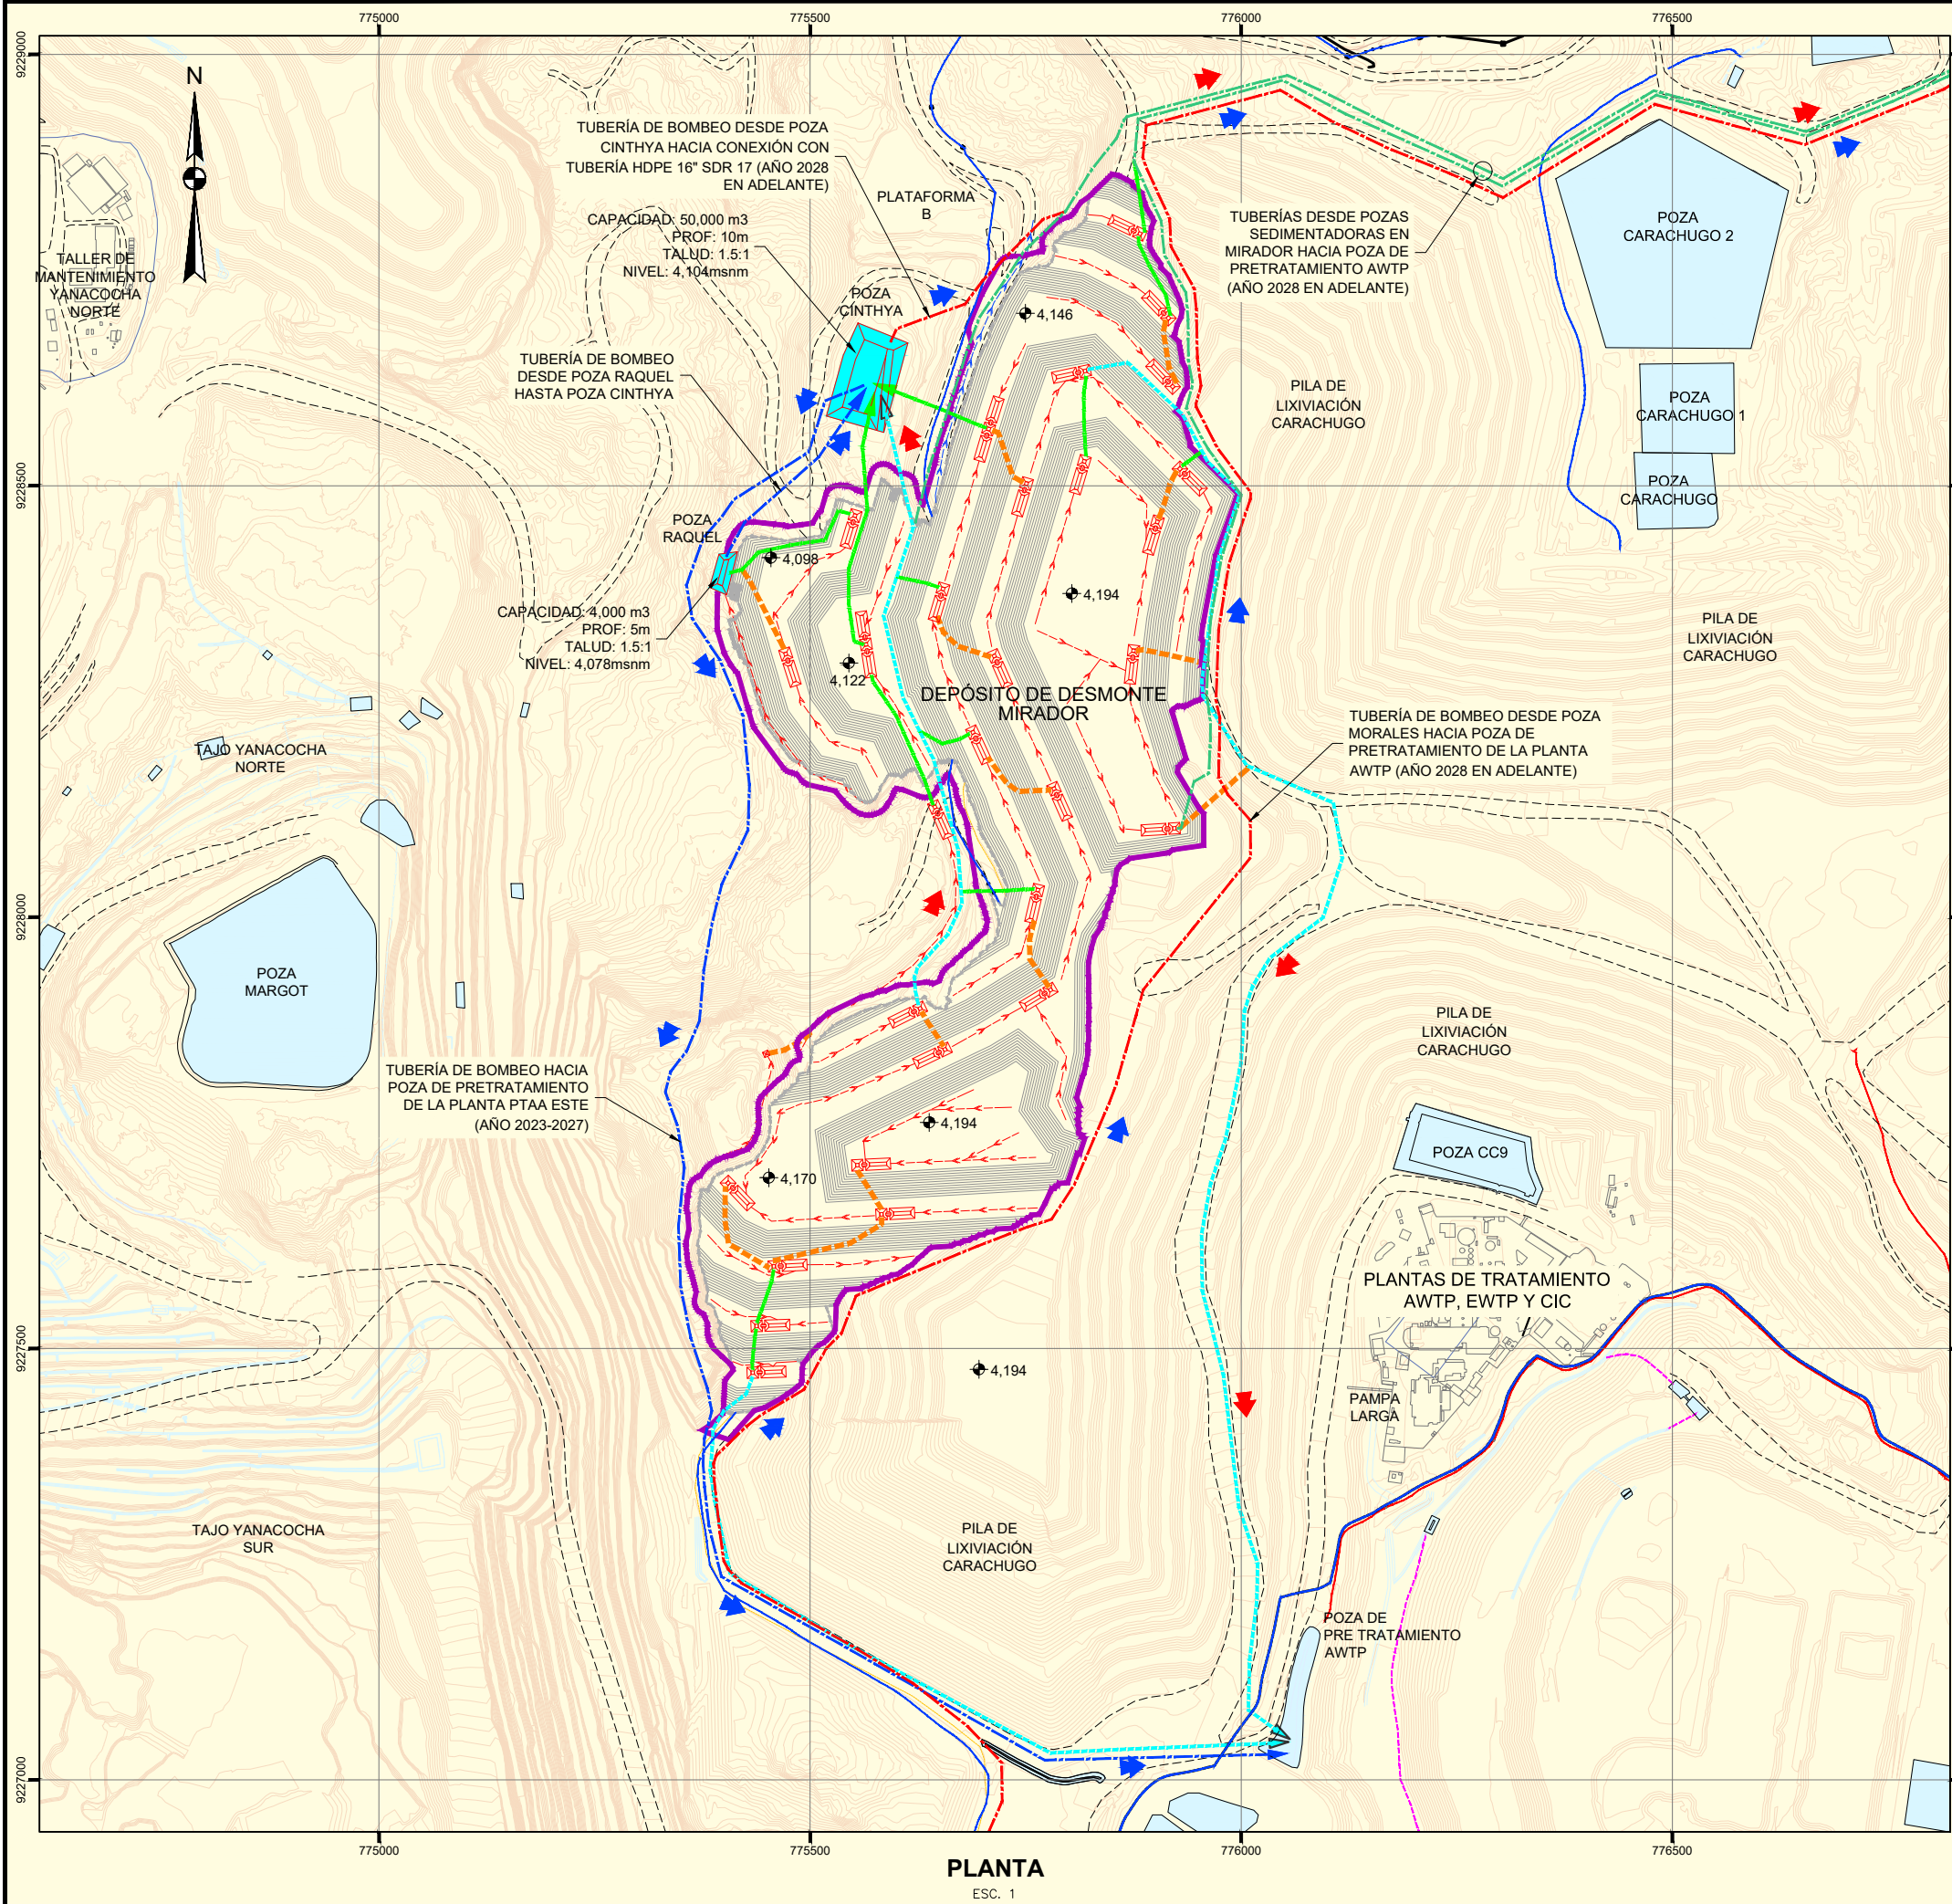 775000
775500
776000
776500
9229000
9228500
9228000
9227500
9227000
N
TALLER DE
MANTENIMIENTO
YANACOCHA
NORTE
TUBERÍA DE BOMBEO DESDE POZA
CINTHYA HACIA CONEXIÓN CON
TUBERÍA HDPE 16" SDR 17 (AÑO 2028
EN ADELANTE)
PLATAFORMA
B
CAPACIDAD: 50,000 m3
PROF: 10m
TALUD: 1.5:1
NIVEL: 4,104msnm
POZA
CINTHYA
TUBERÍAS DESDE POZAS
SEDIMENTADORAS EN
MIRADOR HACIA POZA DE
PRETRATAMIENTO AWTP
(AÑO 2028 EN ADELANTE)
POZA
CARACHUGO 2
4,146
TUBERÍA DE BOMBEO
DESDE POZA RAQUEL
HASTA POZA CINTHYA
PILA DE
LIXIVIACIÓN
CARACHUGO
POZA
CARACHUGO 1
POZA
CARACHUGO
POZA
RAQUEL
4,098
4,194
CAPACIDAD: 4,000 m3
PROF: 5m
TALUD: 1.5:1
NIVEL: 4,078msnm
PILA DE
LIXIVIACIÓN
CARACHUGO
4,122
DEPÓSITO DE DESMONTE
MIRADOR
TUBERÍA DE BOMBEO DESDE POZA
MORALES HACIA POZA DE
PRETRATAMIENTO DE LA PLANTA
AWTP (AÑO 2028 EN ADELANTE)
TAJO YANACOCHA
NORTE
POZA
MARGOT
PILA DE
LIXIVIACIÓN
CARACHUGO
TUBERÍA DE BOMBEO HACIA
POZA DE PRETRATAMIENTO
DE LA PLANTA PTAA ESTE
(AÑO 2023-2027)
4,194
4,170
POZA CC9
PLANTAS DE TRATAMIENTO
AWTP, EWTP Y CIC
4,194
PAMPA
LARGA
TAJO YANACOCHA
SUR
PILA DE
LIXIVIACIÓN
CARACHUGO
POZA DE
PRE TRATAMIENTO
AWTP
775000
775500
776000
776500
PLANTA
ESC. 1